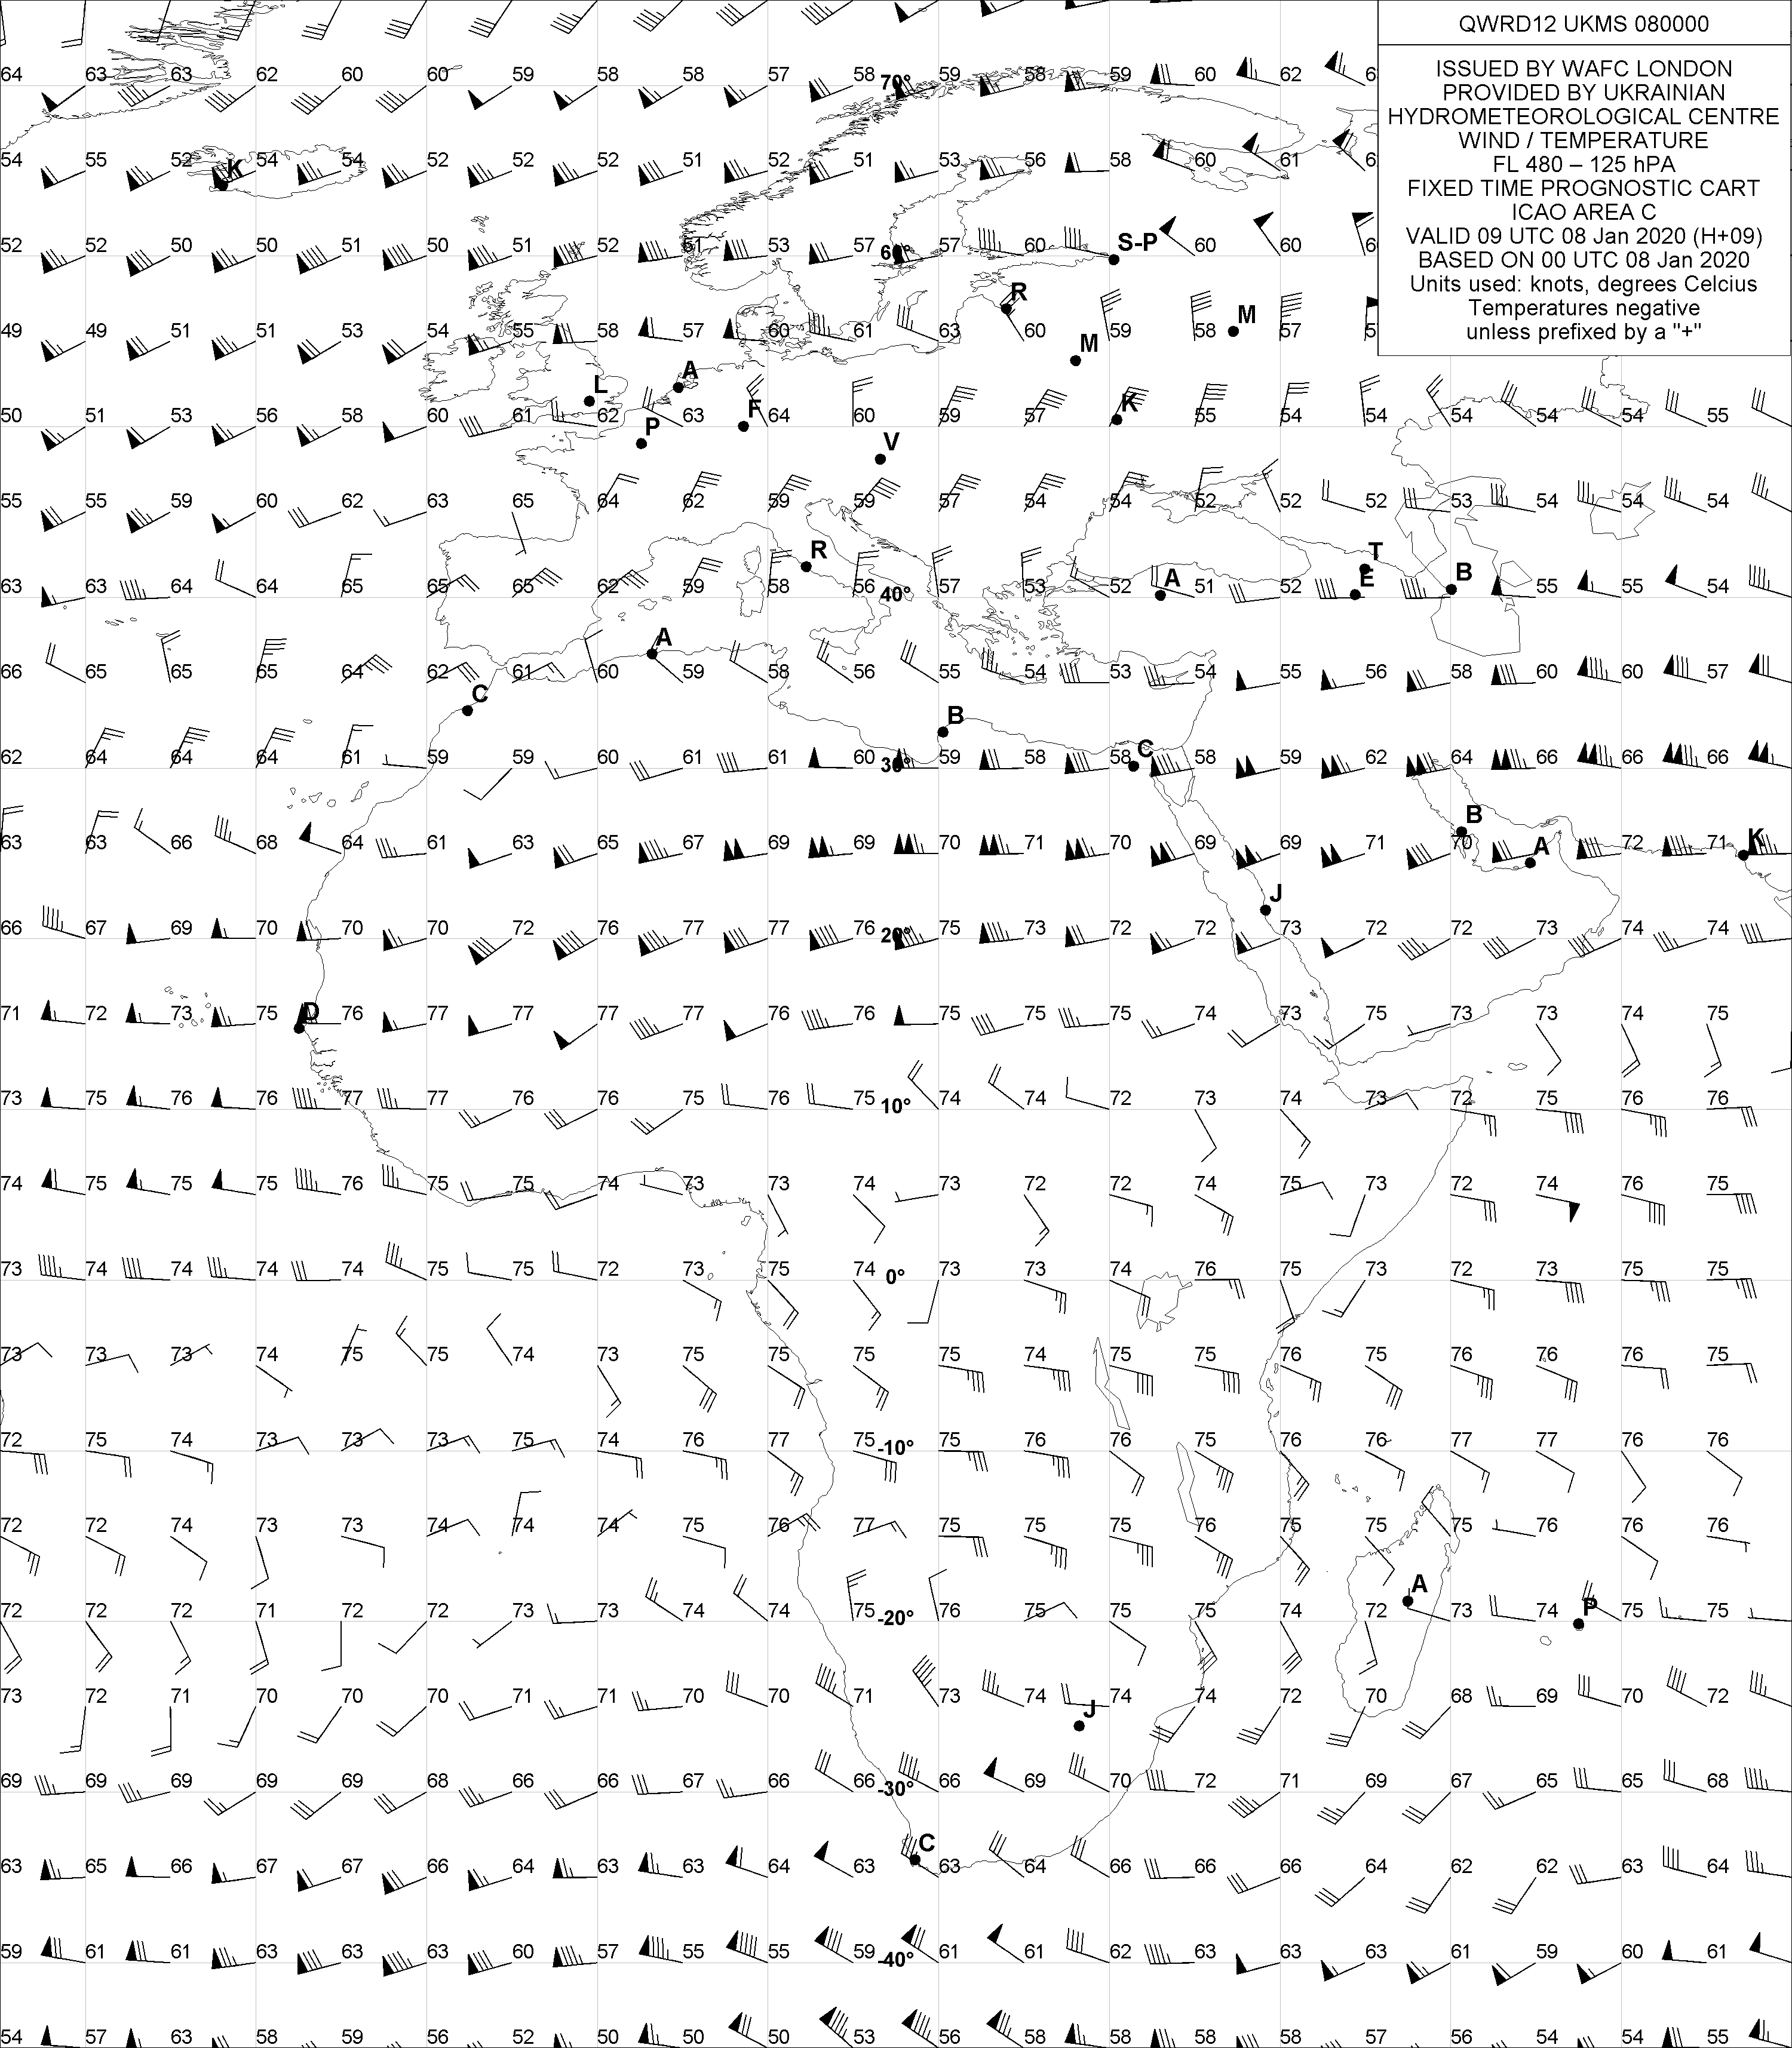 QWRD12 UKMS 080000
ISSUED BY WAFC LONDON
PROVIDED BY UKRAINIAN
HYDROMETEOROLOGICAL CENTRE
WIND / TEMPERATURE
FL 480 – 125 hPA
FIXED TIME PROGNOSTIC CART
ICAO AREA C
VALID 09 UTC 08 Jan 2020 (H+09)
BASED ON 00 UTC 08 Jan 2020
Units used: knots, degrees Celcius
Temperatures negative
unless prefixed by a "+"
64 63 63 62 60 60 59 58 58 57 58 70° 59 58 59 60 62 6
54 55 52 K 54 54 52 52 52 51 52 51 53 56 58 60 61 6
52 52 50 50 51 50 51 52 51 53 57 60° 57 60 S-P 60 60 6
R M
49 49 51 51 53 54 55 58 57 60 61 63 60 59 58 57 5
M
L A
50 51 53 56 58 60 61 62 63 F 64 60 59 57 K 55 54 54 54 54 54 55
P V
55 55 59 60 62 63 65 64 62 59 59 57 54 54 52 52 52 53 54 54 54
R T
63 63 64 64 65 65 65 62 59 58 56 40° 57 53 52 A 51 52 E B 55 55 54
A
66 65 65 65 64 62 61 60 59 58 56 55 54 53 54 55 56 58 60 60 57
C B
62 64 64 64 61 59 59 60 61 61 60 30° 59 58 58 C 58 59 62 64 66 66 66
B
63 63 66 68 64 61 63 65 67 69 69 70 71 70 69 69 71 70 A 72 71 K
J
66 67 69 70 70 70 72 76 77 77 76 20° 75 73 72 72 73 72 72 73 74 74
71 72 73 75 D 76 77 77 77 77 76 76 75 75 75 74 73 75 73 73 74 75
73 75 76 76 77 77 76 76 75 76 75 10° 74 74 72 73 74 73 72 75 76 76
74 75 75 75 76 75 75 74 73 73 74 73 72 72 74 75 73 72 74 76 75
73 74 74 74 74 75 75 72 73 75 74 0° 73 73 74 76 75 73 72 73 75 75
73 73 73 74 75 75 74 73 75 75 75 75 74 75 75 76 75 76 76 76 75
72 75 74 73 73 73 75 74 76 77 75 -10° 75 76 76 75 76 76 77 77 76 76
72 72 74 73 73 74 74 74 75 76 77 75 75 75 76 75 75 75 76 76 76
A
72 72 72 71 72 72 73 73 74 74 75 -20° 76 75 75 75 74 72 73 74 P 75 75
73 72 71 70 70 70 71 71 70 70 71 73 74 74 74 72 70 68 69 70 72
J
69 69 69 69 69 68 66 66 67 66 66 -30° 66 69 70 72 71 69 67 65 65 68
C
63 65 66 67 67 66 64 63 63 64 63 63 64 66 66 66 64 62 62 63 64
59 61 61 63 63 63 60 57 55 55 59 -40° 61 61 62 63 63 63 61 59 60 61
54 57 63 58 59 56 52 50 50 50 53 56 58 58 58 58 57 56 54 54 55